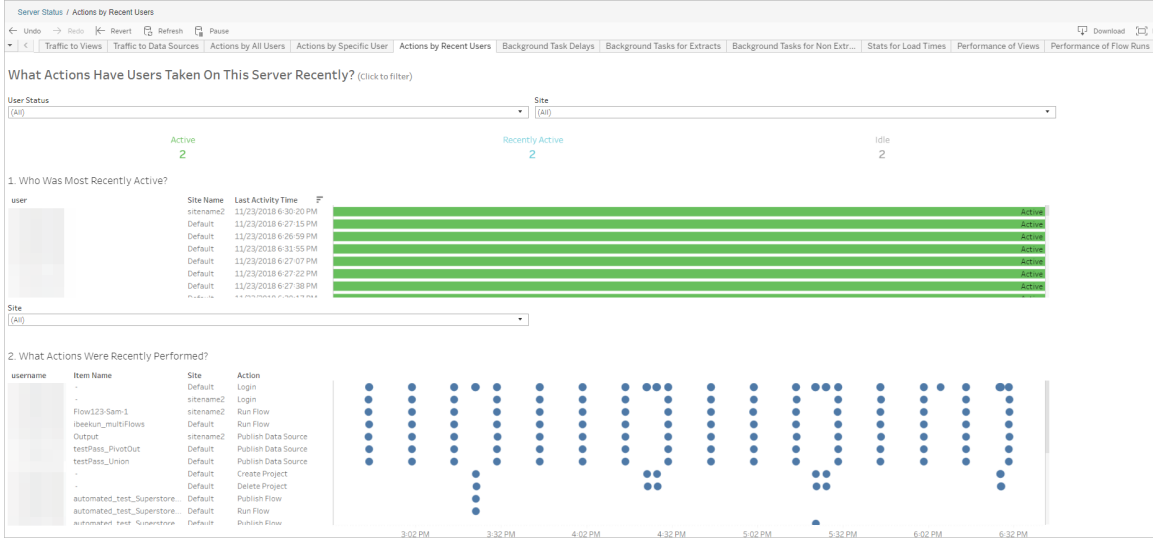 Server Status / Actions by Recent Users
Undo Redo Revert Refresh Pause Download
Traffic to Views Traffic to Data Sources Actions by All Users Actions by Specific User Actions by Recent Users Background Task Delays Background Tasks for Extracts Background Tasks for Non Extr... Stats for Load Times Performance of Views Performance of Flow Runs
What Actions Have Users Taken On This Server Recently? (Click to filter)
User Status Site
(All) (All)
Active Recently Active Idle
2 2 2
1. Who Was Most Recently Active?
user Site Name Last Activity Time
sitename2 11/23/2018 6:30:20 PM Active
Default 11/23/2018 6:27:15 PM Active
Default 11/23/2018 6:26:59 PM Active
Default 11/23/2018 6:31:55 PM Active
Default 11/23/2018 6:27:07 PM Active
Default 11/23/2018 6:27:22 PM Active
Default 11/23/2018 6:27:38 PM Active
Site
(All)
2. What Actions Were Recently Performed?
username Item Name Site Action
- Default Login
- sitename2 Login
Flow123-Sam-1 sitename2 Run Flow
ibeekun_multiFlows Default Run Flow
Output sitename2 Publish Data Source
testPass_PivotOut Default Publish Data Source
testPass_Union Default Publish Data Source
- Default Create Project
- Default Delete Project
automated_test_Superstore... Default Publish Flow
automated_test_Superstore... Default Run Flow
automated_test_Superstore... Default Publish Flow
3:02 PM 3:32 PM 4:02 PM 4:32 PM 5:02 PM 5:32 PM 6:02 PM 6:32 PM